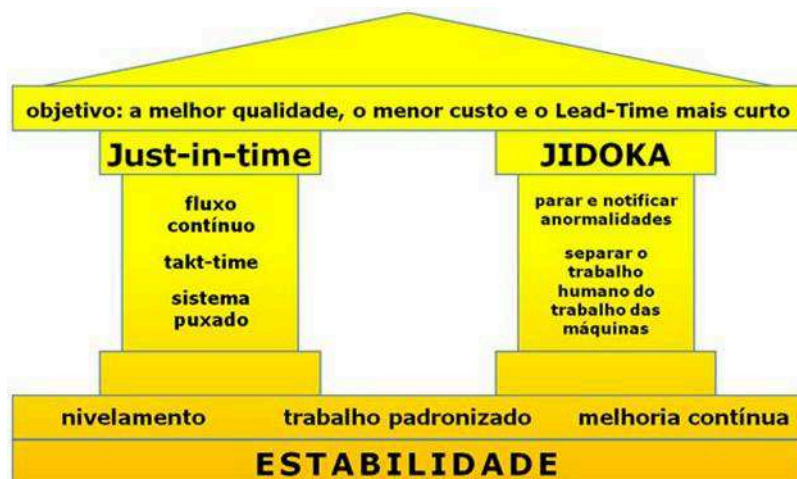 objetivo: a melhor qualidade, o menor custo e o Lead-Time mais curto
Just-in-time
fluxo
contínuo
takt-time
sistema
puxado
JIDOKA
parar e notificar
anormalidades
separar o
trabalho
humano do
trabalho das
máquinas
nivelamento trabalho padronizado melhoria contínua
ESTABILIDADE